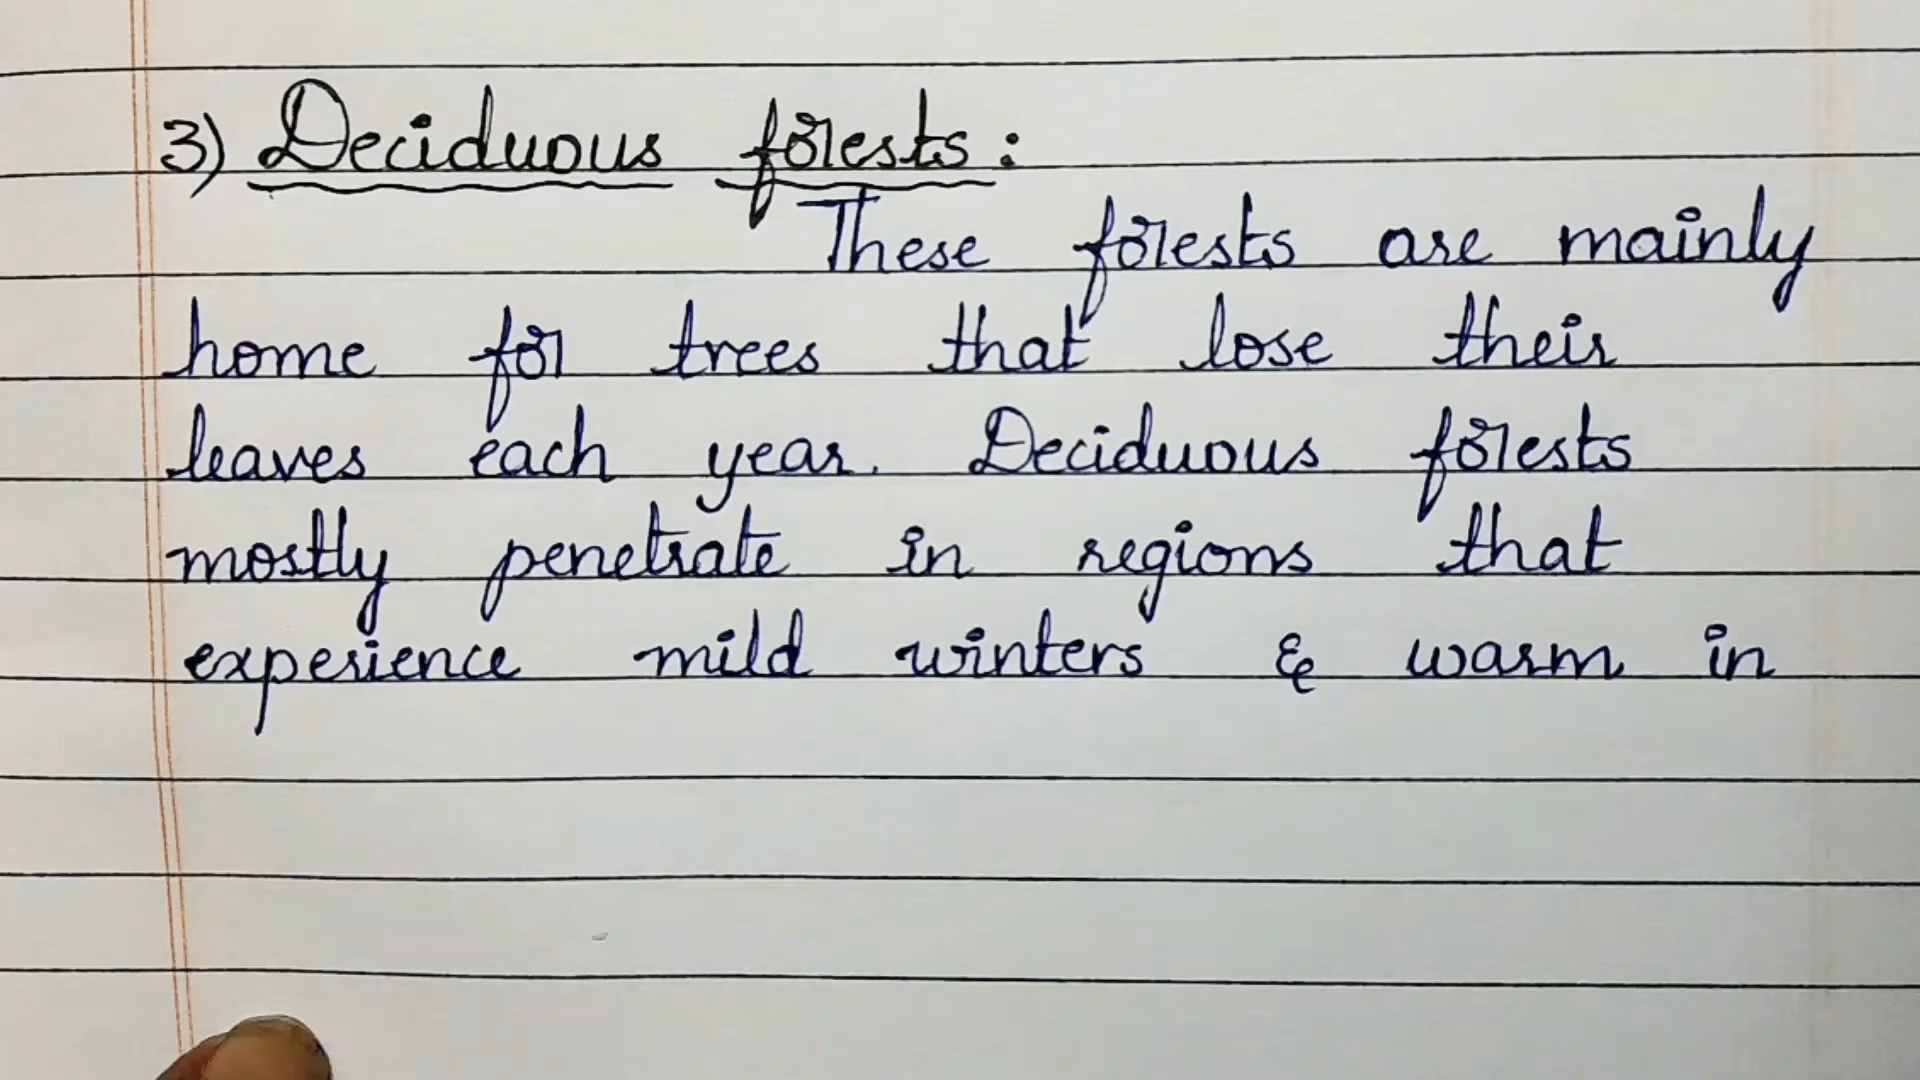 3) Deciduous forests:
These forests are mainly
home for trees that lose their
leaves each year. Deciduous forests
mostly penetrate in regions that
experience mild winters & warm in